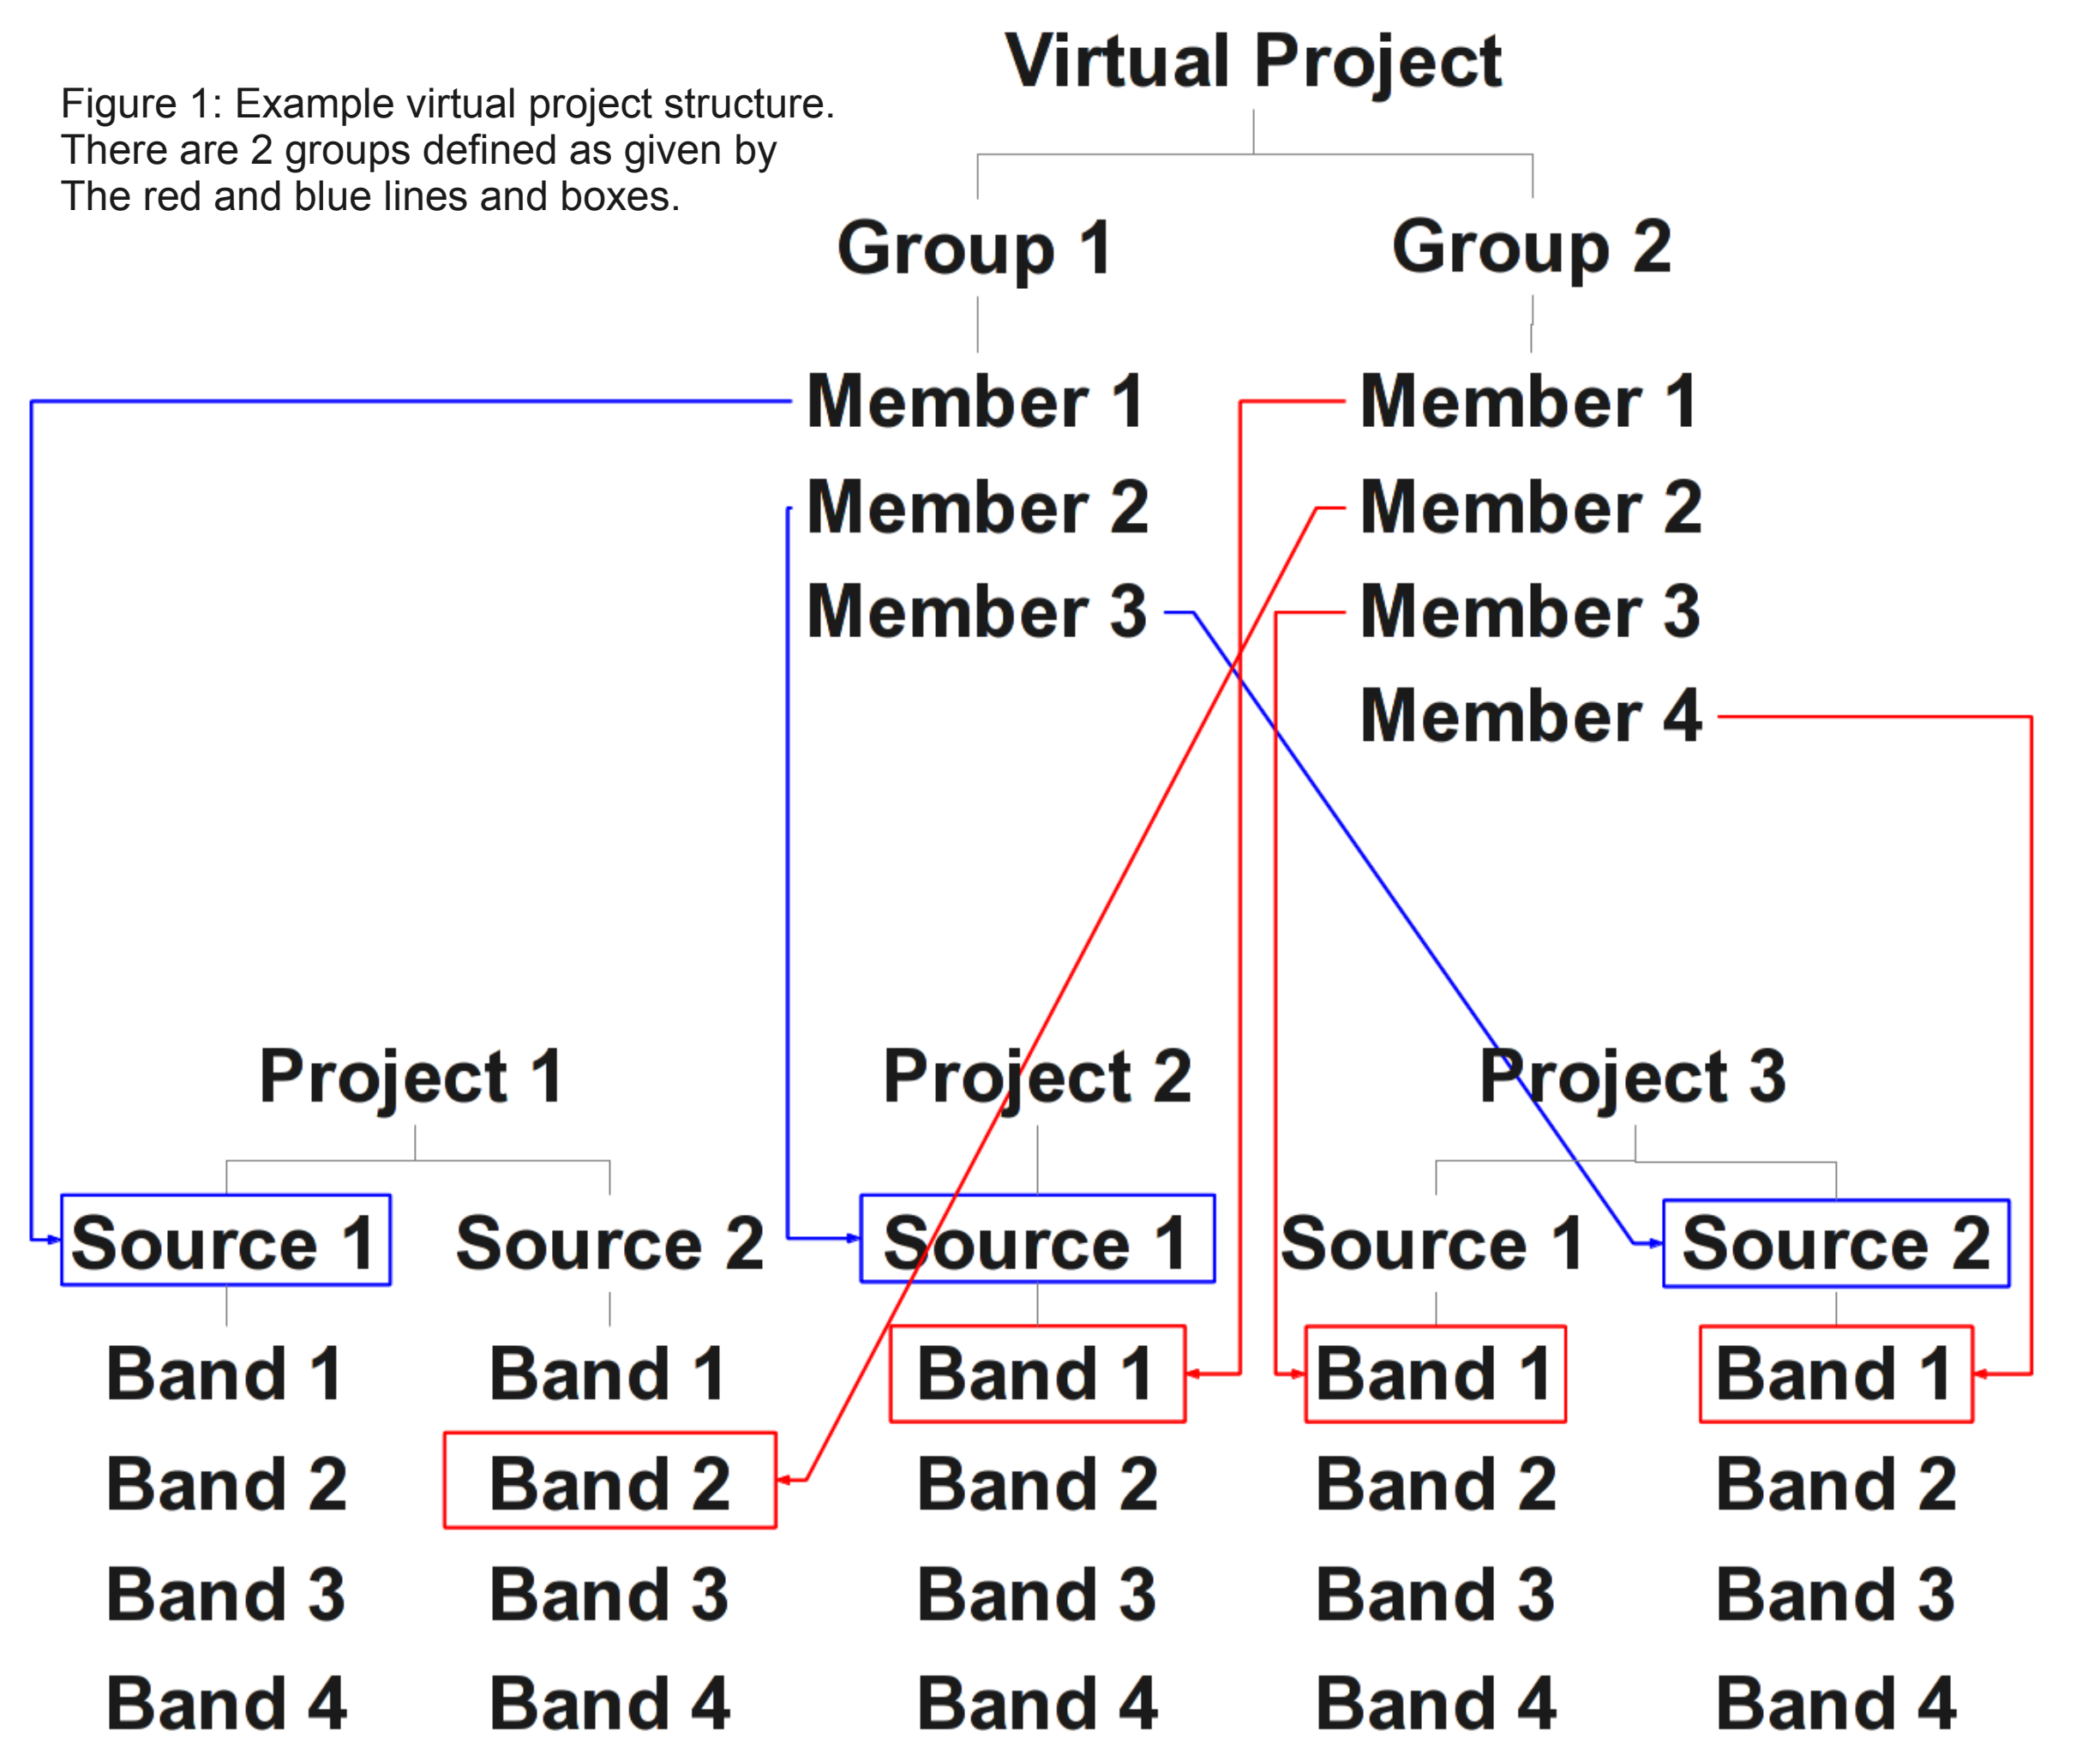 Virtual Project
Figure 1: Example virtual project structure.
There are 2 groups defined as given by
The red and blue lines and boxes.
Group 1 Group 2
Member 1 Member 1
Member 2 Member 2
Member 3 Member 3
Member 4
Project 1 Project 2 Project 3
Source 1 Source 2 Source 1 Source 1 Source 2
Band 1 Band 1 Band 1 Band 1 Band 1
Band 2 Band 2 Band 2 Band 2 Band 2
Band 3 Band 3 Band 3 Band 3 Band 3
Band 4 Band 4 Band 4 Band 4 Band 4